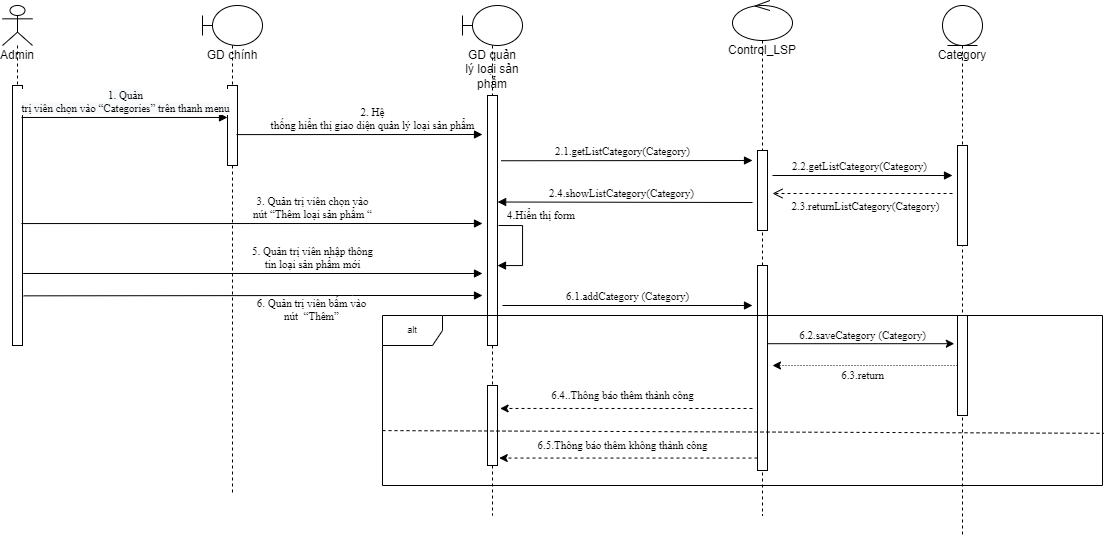 Admin
GD chính
GD quản
lý loại sản
phẩm
Control_LSP
Category
1. Quản
trị viên chọn vào “Categories” trên thanh menu
2. Hệ
thống hiển thị giao diện quản lý loại sản phẩm
2.1.getListCategory(Category)
2.2.getListCategory(Category)
2.4.showListCategory(Category)
2.3.returnListCategory(Category)
3. Quản trị viên chọn vào
nút “Thêm loại sản phẩm “
4.Hiển thị form
5. Quản trị viên nhập thông
tin loại sản phẩm mới
6. Quản trị viên bấm vào
nút “Thêm”
6.1.addCategory (Category)
alt
6.2.saveCategory (Category)
6.3.return
6.4..Thông báo thêm thành công
6.5.Thông báo thêm không thành công